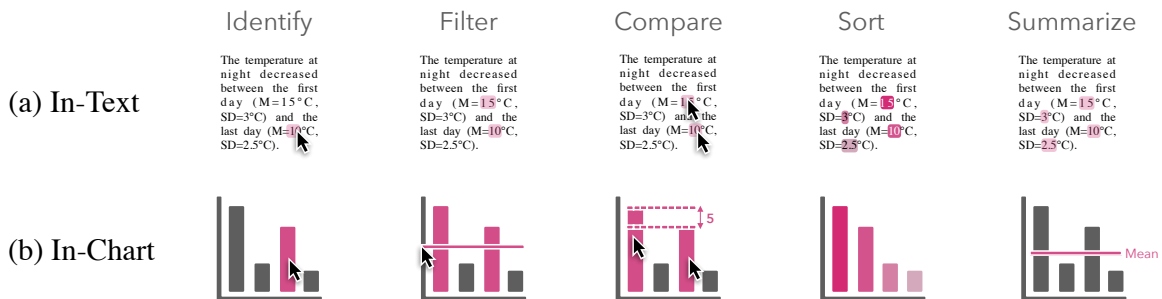 Identify Filter Compare Sort Summarize
(a) In-Text
The temperature at
night decreased
between the first
day (M=15°C,
SD=3°C) and the
last day (M=10°C,
SD=2.5°C).
The temperature at
night decreased
between the first
day (M=15°C,
SD=3°C) and the
last day (M=10°C,
SD=2.5°C).
The temperature at
night decreased
between the first
day (M=15°C,
SD=3°C) and the
last day (M=10°C,
SD=2.5°C).
The temperature at
night decreased
between the first
day (M=15°C,
SD=3°C) and the
last day (M=10°C,
SD=2.5°C).
The temperature at
night decreased
between the first
day (M=15°C,
SD=3°C) and the
last day (M=10°C,
SD=2.5°C).
(b) In-Chart
5
Mean